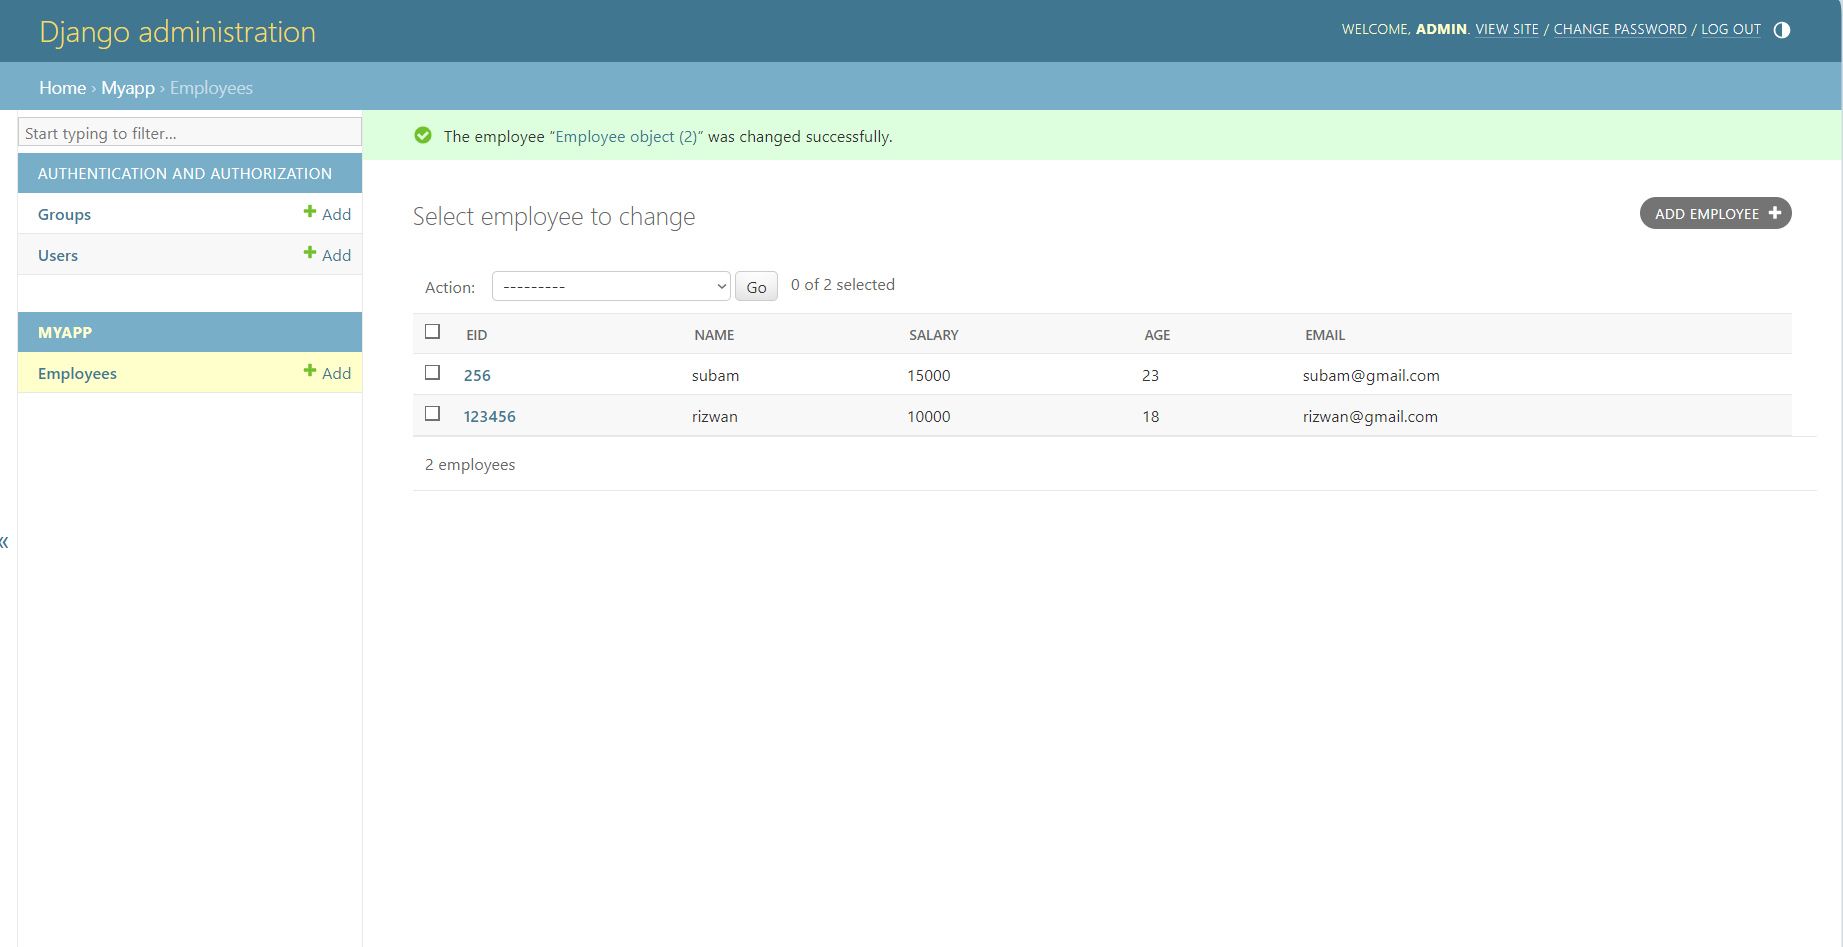 Django administration
WELCOME, ADMIN. VIEW SITE / CHANGE PASSWORD / LOG OUT
Home › Myapp › Employees
Start typing to filter...
AUTHENTICATION AND AUTHORIZATION
Groups + Add
Users + Add
MYAPP
Employees + Add
«
The employee “Employee object (2)” was changed successfully.
Select employee to change
ADD EMPLOYEE +
Action: --------- Go 0 of 2 selected
EID NAME SALARY AGE EMAIL
256 subam 15000 23 subam@gmail.com
123456 rizwan 10000 18 rizwan@gmail.com
2 employees